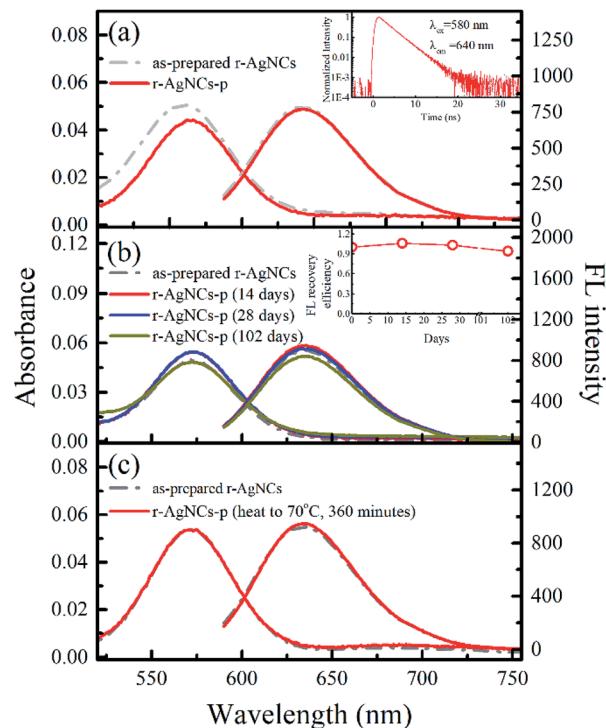 (a)
as-prepared r-AgNCs
r-AgNCs-p
0.08
0.06
0.04
0.02
0.00
1250
1000
750
500
250
0
Normalized Intensity
1
0.1
0.01
1E-3
1E-4
λex=580 nm
λem=640 nm
0 10 20 30
Time (ns)
(b)
as-prepared r-AgNCs
r-AgNCs-p (14 days)
r-AgNCs-p (28 days)
r-AgNCs-p (102 days)
0.12
0.09
0.06
0.03
0.00
2000
1600
1200
800
400
0
FL recovery
efficiency
1.2
0.9
0.6
0.3
0.0
0 5 10 15 20 25 30 101 102
Days
Absorbance
FL intensity
(c)
as-prepared r-AgNCs
r-AgNCs-p (heat to 70°C, 360 minutes)
0.08
0.06
0.04
0.02
0.00
1200
800
400
0
550 600 650 700 750
Wavelength (nm)